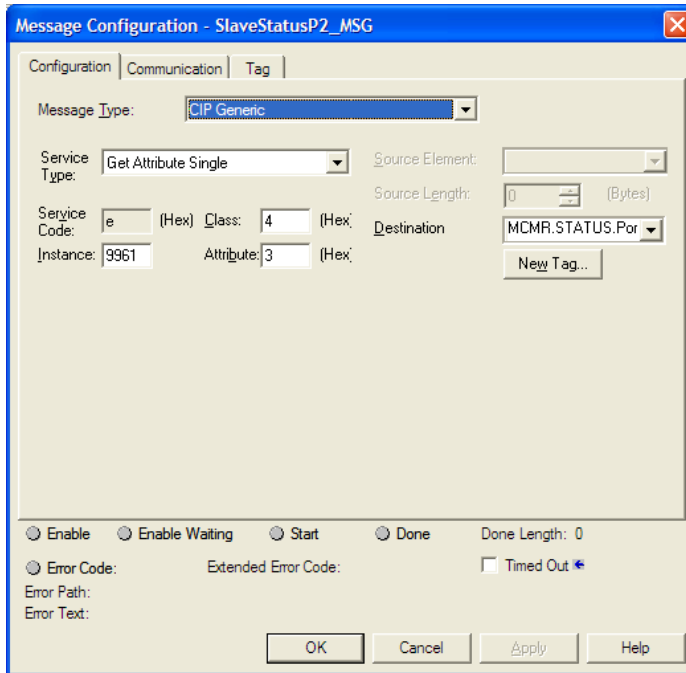 Message Configuration - SlaveStatusP2_MSG
Configuration Communication Tag
Message Type: CIP Generic
Service Type: Get Attribute Single
Source Element:
Source Length: 0 (Bytes)
Service Code: e (Hex) Class: 4 (Hex)
Destination MCMR.STATUS.Por
Instance: 9961 Attribute: 3 (Hex)
New Tag...
Enable Enable Waiting Start Done Done Length: 0
Error Code: Extended Error Code: Timed Out
Error Path:
Error Text:
OK Cancel Apply Help